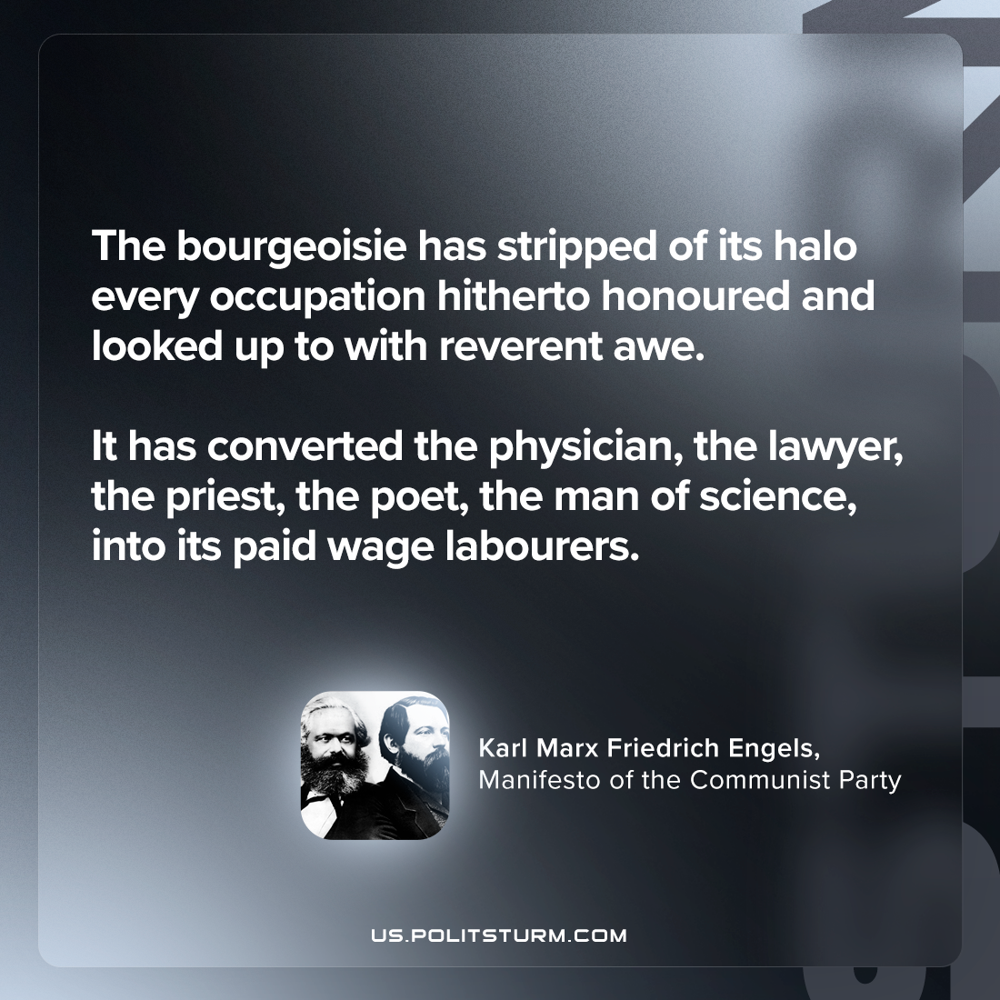 The bourgeoisie has stripped of its halo
every occupation hitherto honoured and
looked up to with reverent awe.
It has converted the physician, the lawyer,
the priest, the poet, the man of science,
into its paid wage labourers.
Karl Marx Friedrich Engels,
Manifesto of the Communist Party
US.POLITSTURM.COM